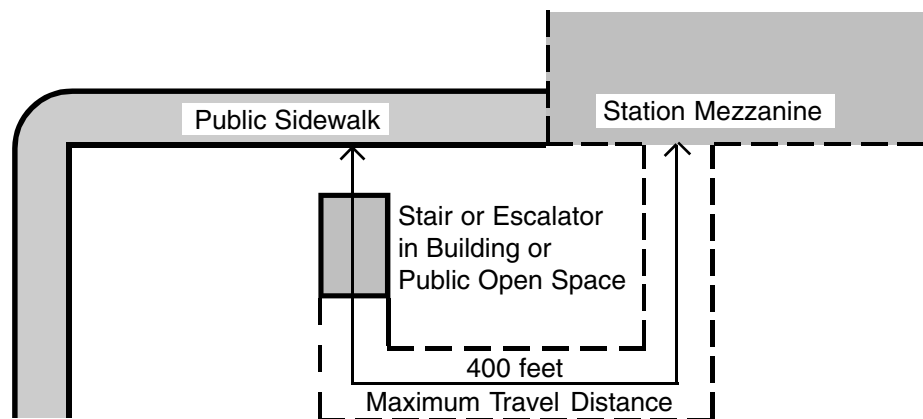 Public Sidewalk
Station Mezzanine
Stair or Escalator
in Building or
Public Open Space
400 feet
Maximum Travel Distance